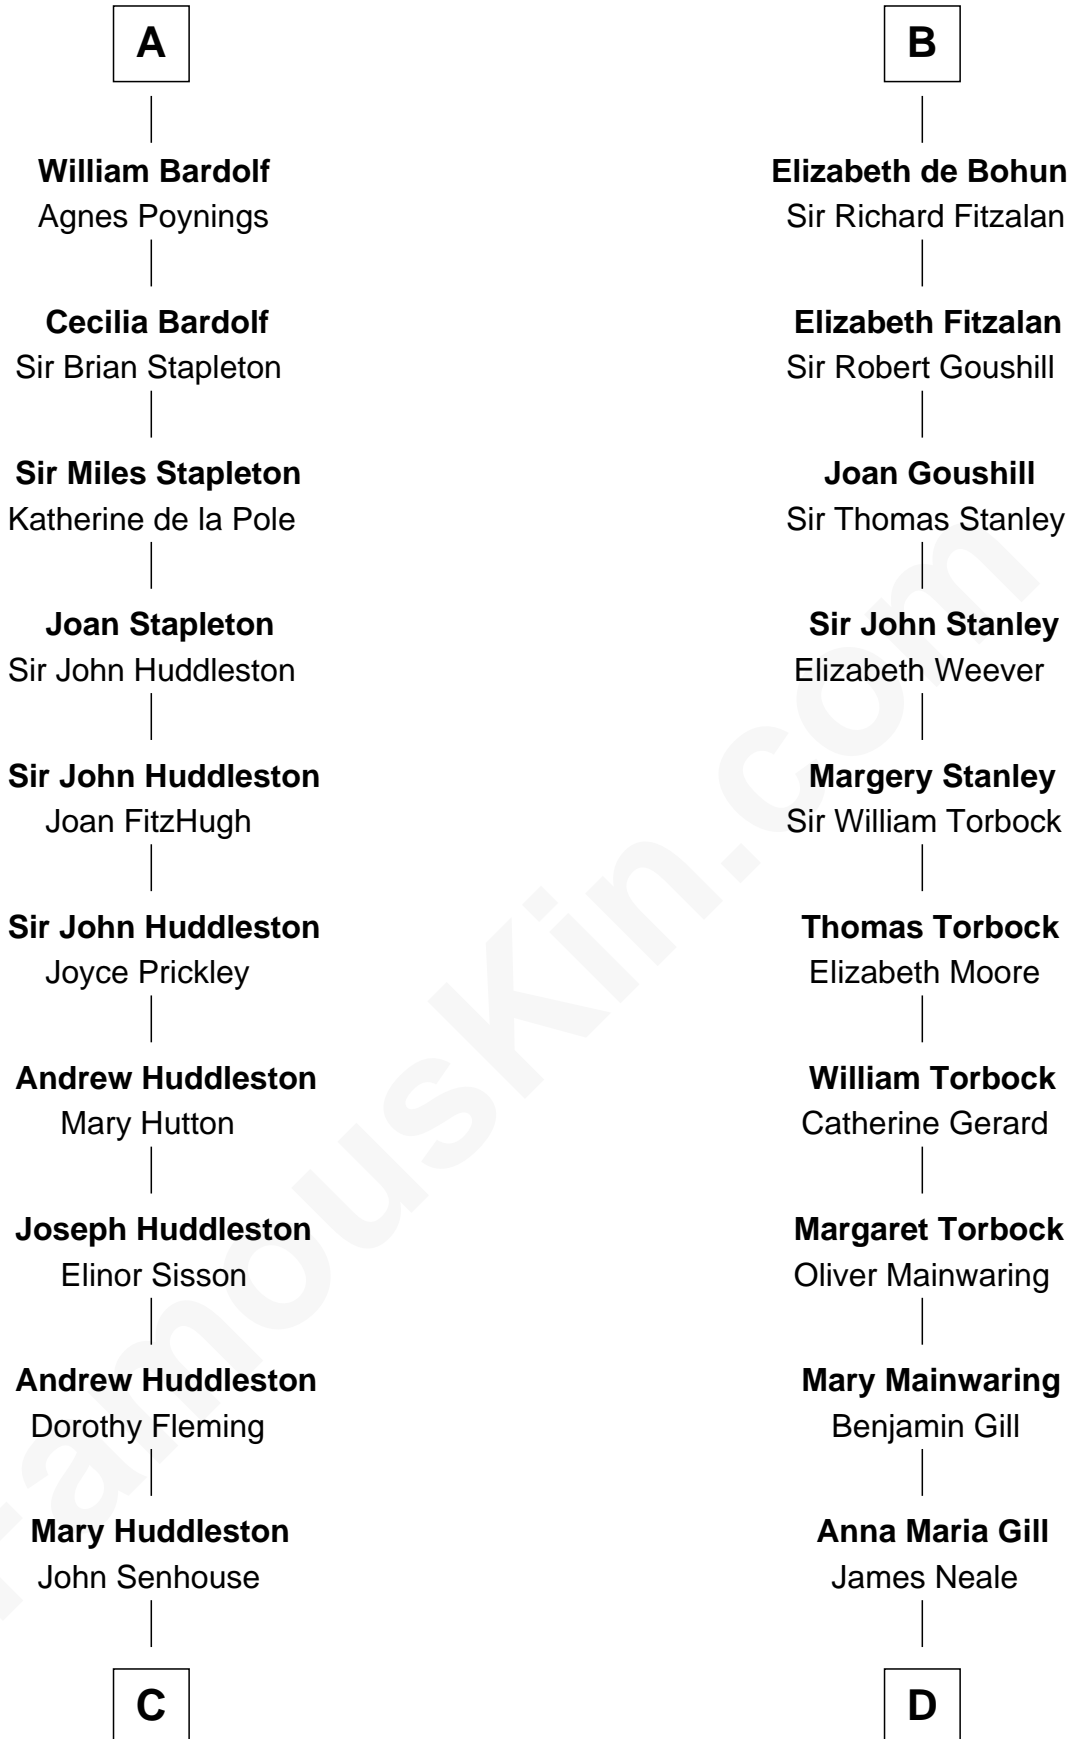 A
William Bardolf
Agnes Poynings
Cecilia Bardolf
Sir Brian Stapleton
Sir Miles Stapleton
Katherine de la Pole
Joan Stapleton
Sir John Huddleston
Sir John Huddleston
Joan FitzHugh
Sir John Huddleston
Joyce Prickley
Andrew Huddleston
Mary Hutton
Joseph Huddleston
Elinor Sisson
Andrew Huddleston
Dorothy Fleming
Mary Huddleston
John Senhouse
C
B
Elizabeth de Bohun
Sir Richard Fitzalan
Elizabeth Fitzalan
Sir Robert Goushill
Joan Goushill
Sir Thomas Stanley
Sir John Stanley
Elizabeth Weever
Margery Stanley
Sir William Torbock
Thomas Torbock
Elizabeth Moore
William Torbock
Catherine Gerard
Margaret Torbock
Oliver Mainwaring
Mary Mainwaring
Benjamin Gill
Anna Maria Gill
James Neale
D
FamousKin.com